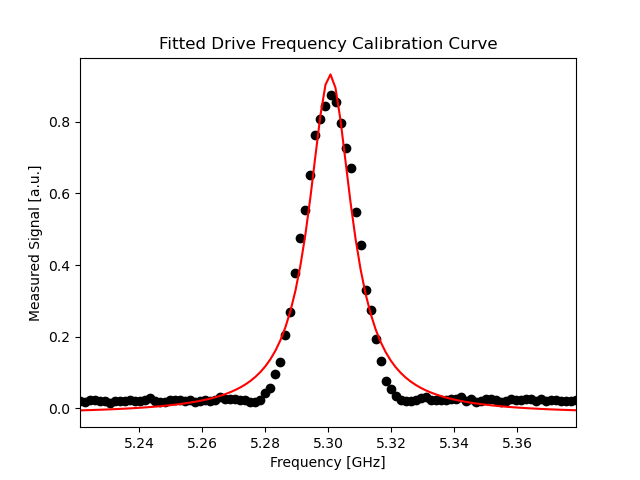 Fitted Drive Frequency Calibration Curve
Measured Signal [a.u.]
0.8
0.6
0.4
0.2
0.0
5.24 5.26 5.28 5.30 5.32 5.34 5.36
Frequency [GHz]